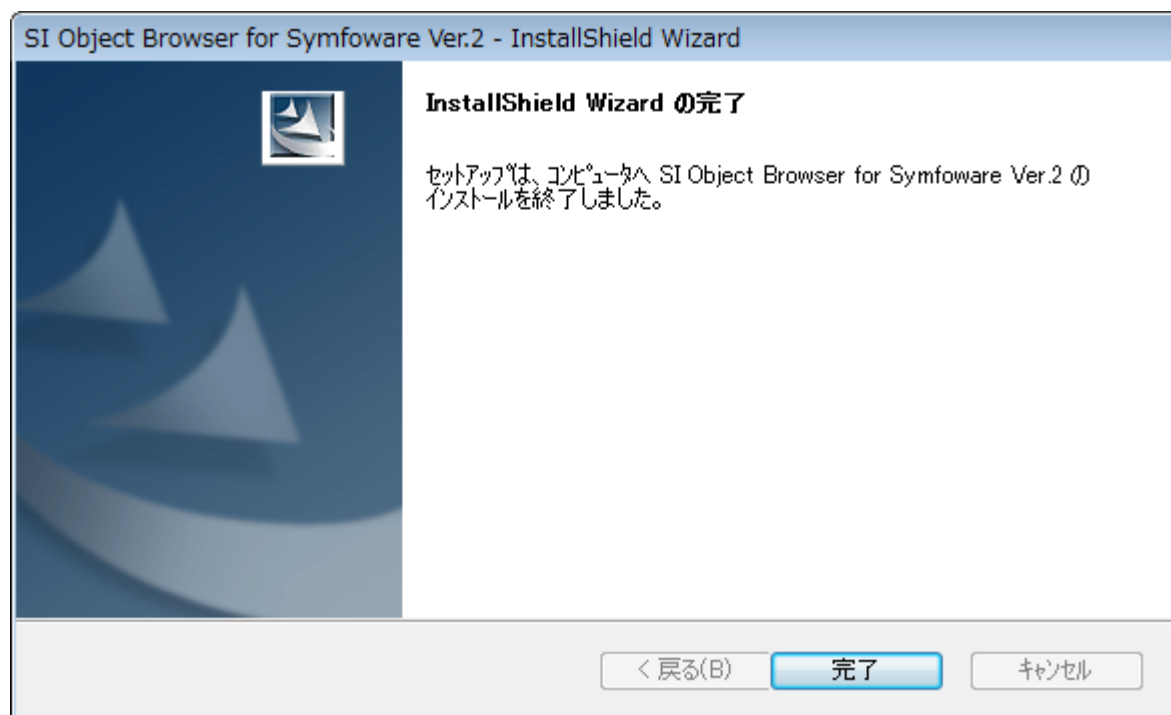 SI Object Browser for Symfoware Ver.2 - InstallShield Wizard
InstallShield Wizard の完了
セットアップは、コンピュータへ SI Object Browser for Symfoware Ver.2 の
インストールを終了しました。
< 戻る(B)
完了
キャンセル